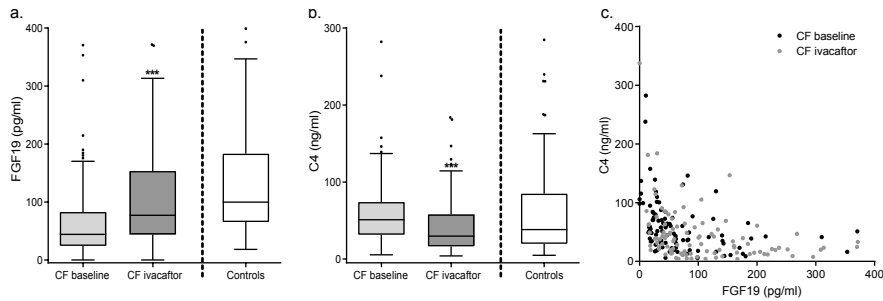 a.
FGF19 (pg/ml)
400
300
200
100
0
***
CF baseline
CF ivacaftor
Controls
b.
C4 (ng/ml)
300
200
100
0
***
CF baseline
CF ivacaftor
Controls
c.
C4 (ng/ml)
400
300
200
100
0
0
100
200
300
400
FGF19 (pg/ml)
CF baseline
CF ivacaftor